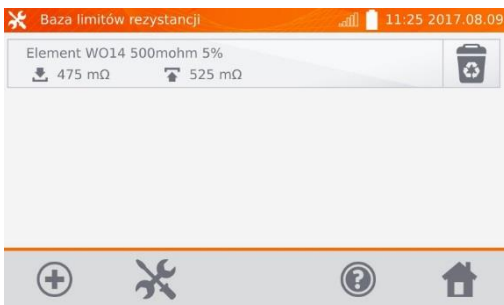 Baza limitów rezystancji 11:25 2017.08.09
Element WO14 500mohm 5%
475 mΩ 525 mΩ